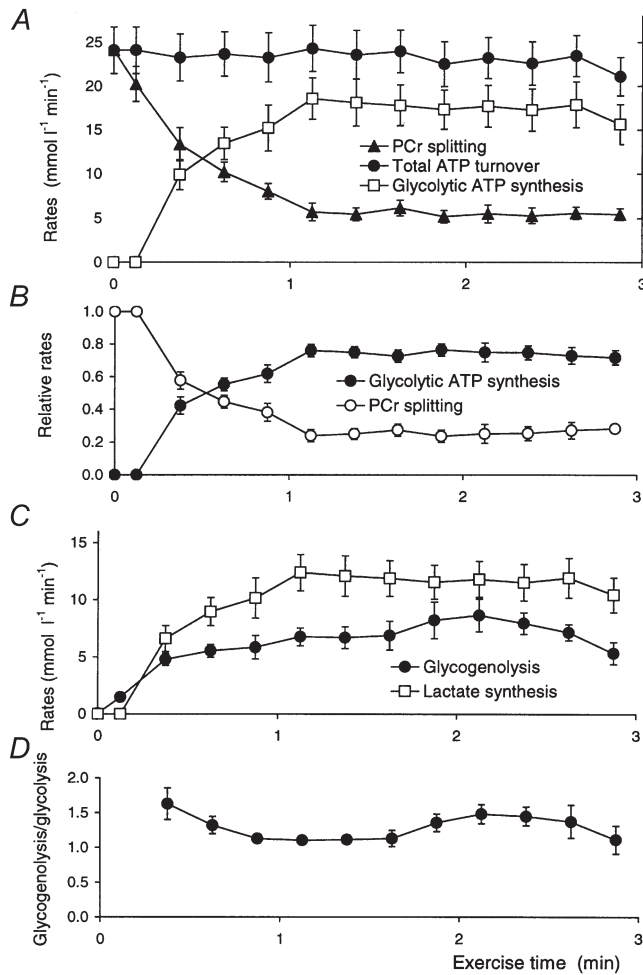 A
Rates (mmol l⁻¹ min⁻¹)
25
20
15
10
5
0
PCr splitting
Total ATP turnover
Glycolytic ATP synthesis
0 1 2 3
B
Relative rates
1.0
0.8
0.6
0.4
0.2
0.0
Glycolytic ATP synthesis
PCr splitting
0 1 2 3
C
Rates (mmol l⁻¹ min⁻¹)
15
10
5
0
Glycogenolysis
Lactate synthesis
0 1 2 3
D
Glycogenolysis/glycolysis
2.0
1.5
1.0
0.5
0.0
0 1 2 3
Exercise time (min)